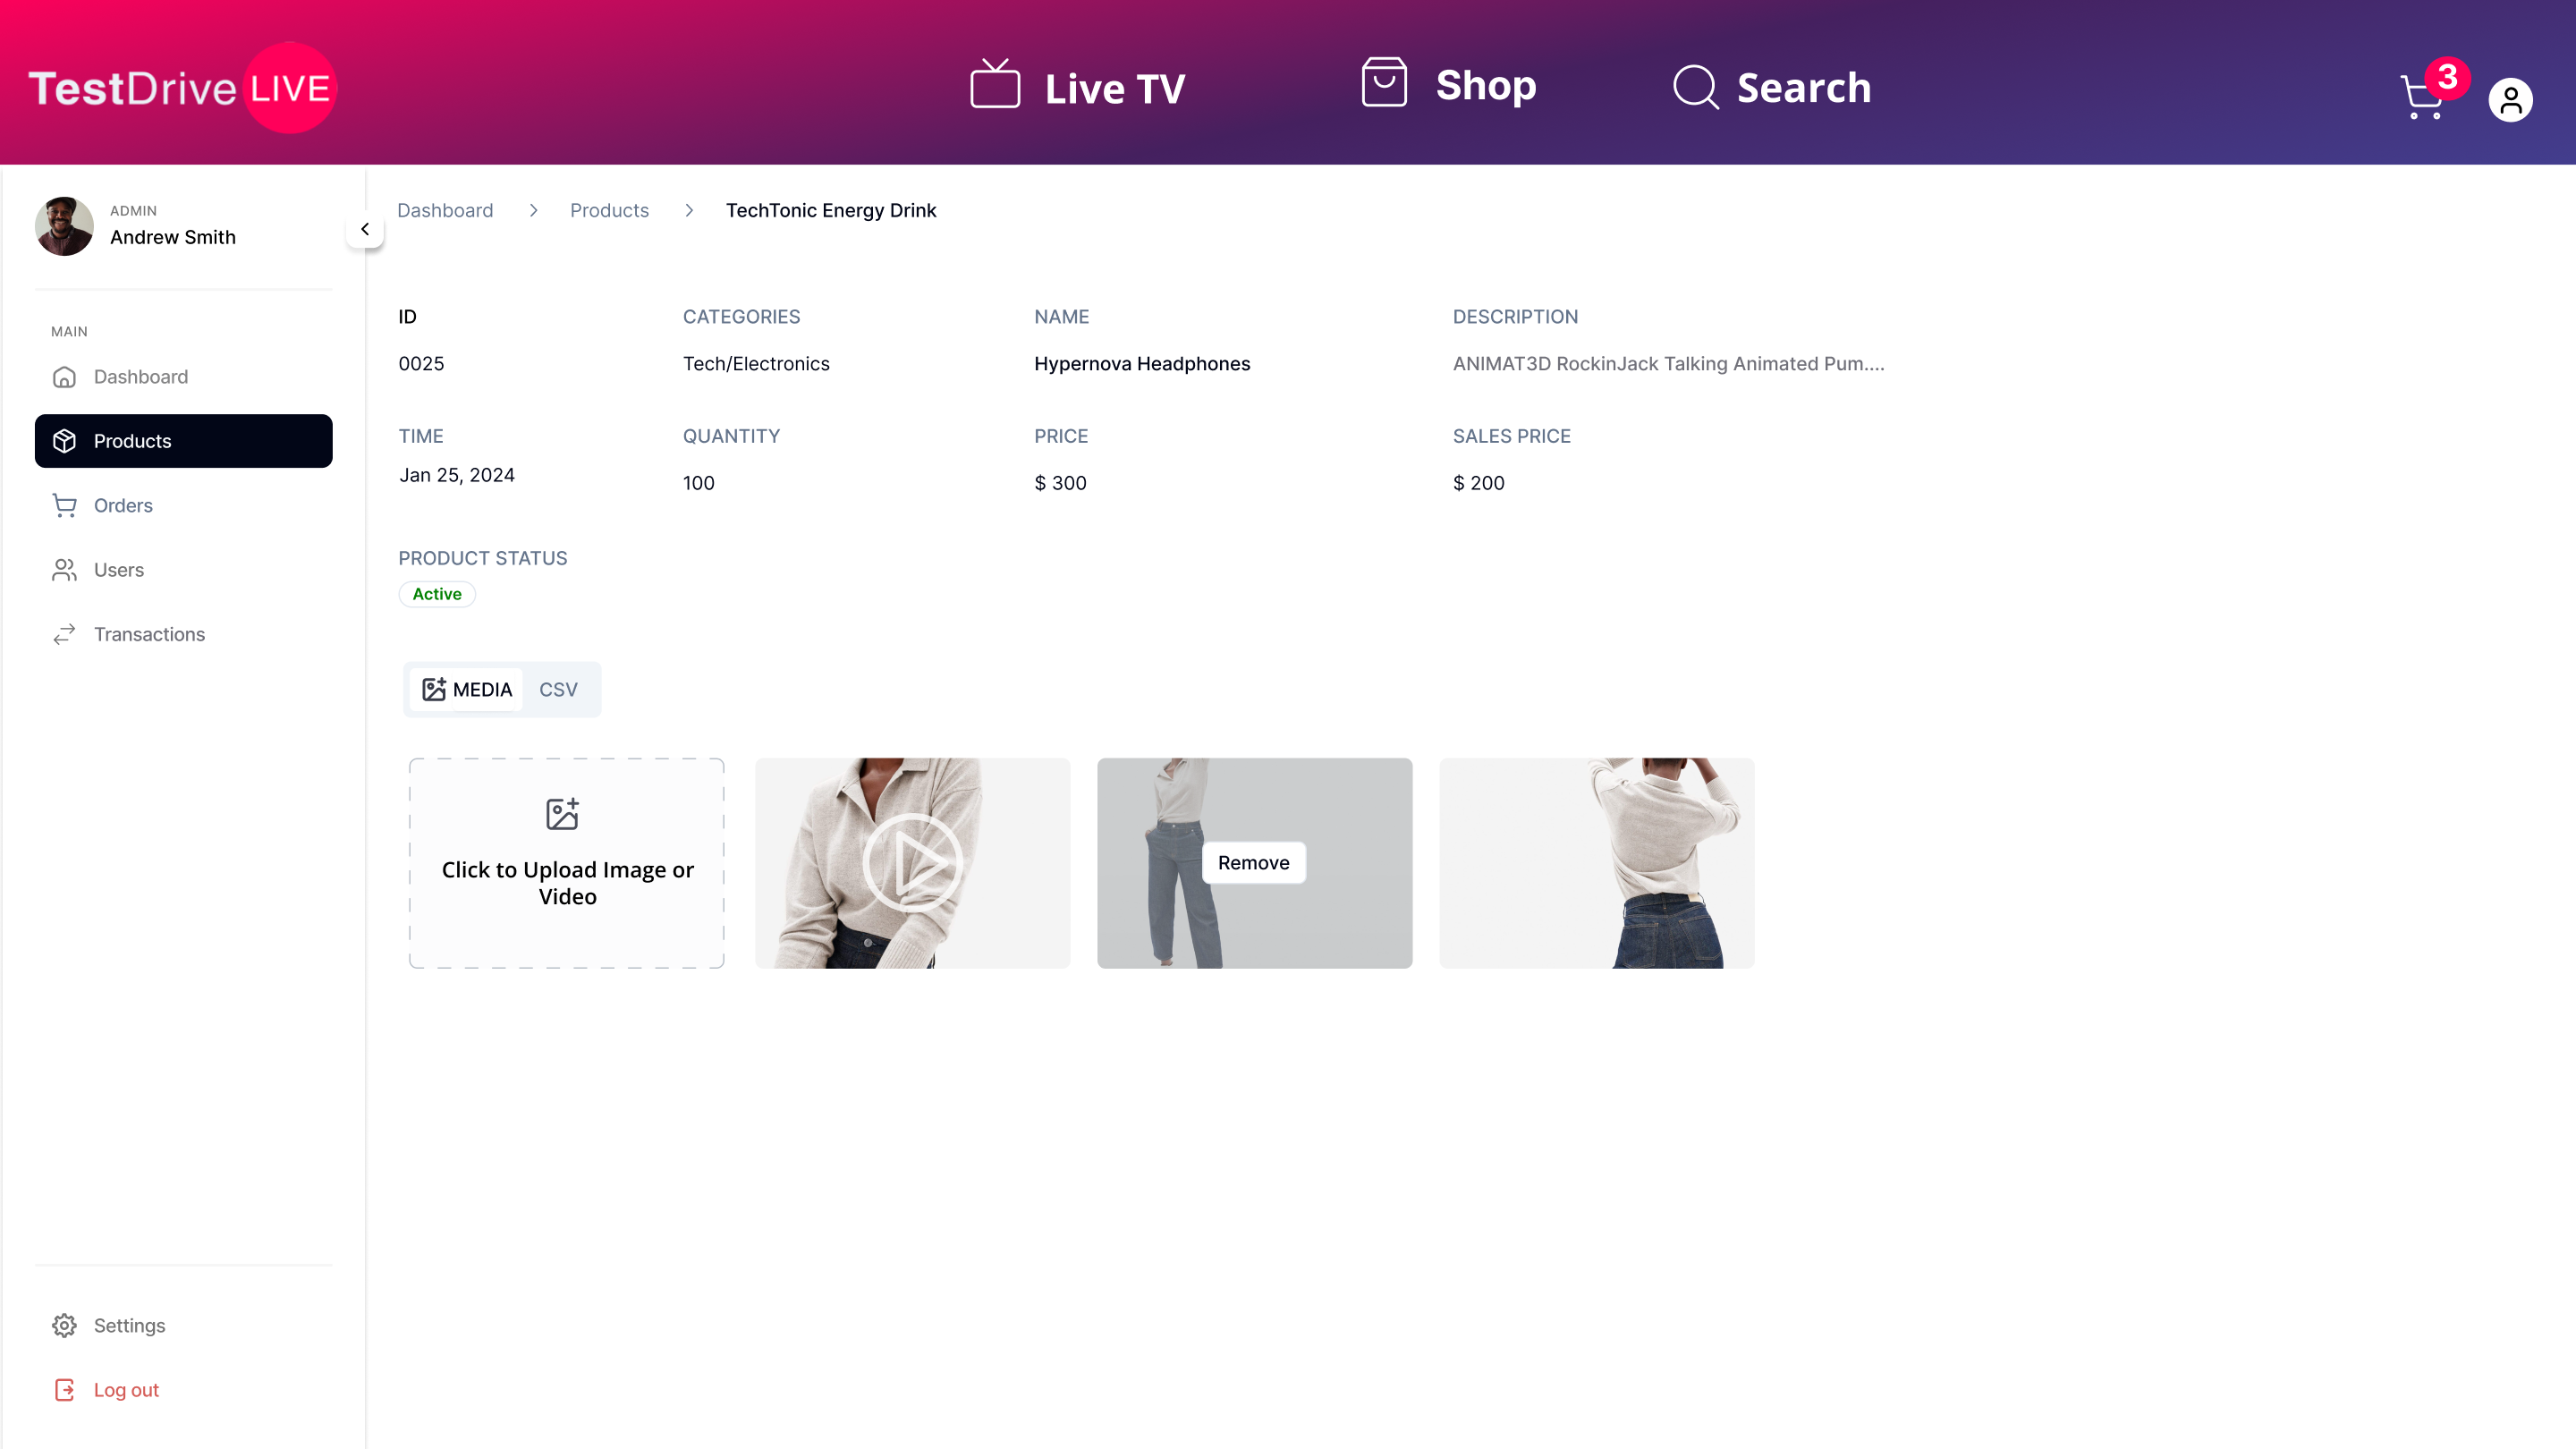 TestDrive LIVE
Live TV
Shop
Search
3
ADMIN
Andrew Smith
MAIN
Dashboard
Products
Orders
Users
Transactions
Settings
Log out
Dashboard > Products > TechTonic Energy Drink
ID CATEGORIES NAME DESCRIPTION
0025 Tech/Electronics Hypernova Headphones ANIMAT3D RockinJack Talking Animated Pum....
TIME QUANTITY PRICE SALES PRICE
Jan 25, 2024 100 $ 300 $ 200
PRODUCT STATUS
Active
MEDIA CSV
Click to Upload Image or
Video
Remove